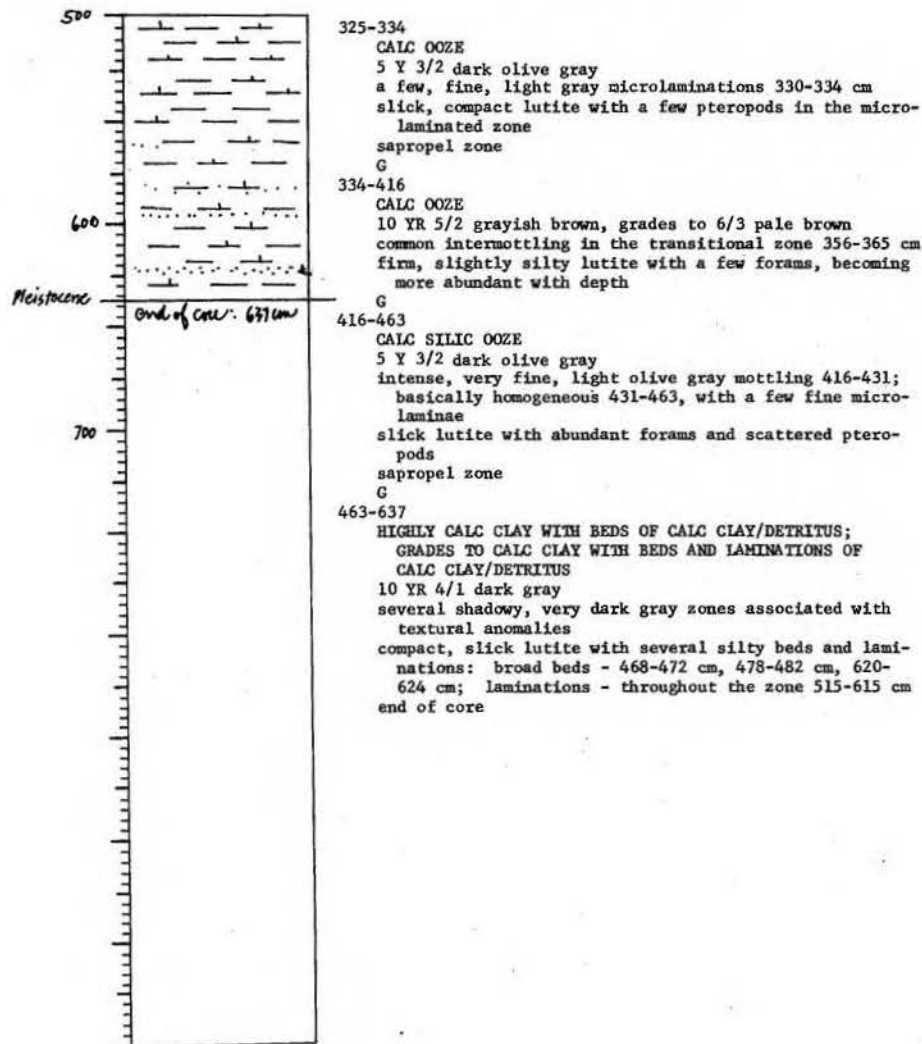 500
600
Pleistocene
end of core: 637 cm
700
325-334
CALC OOZE
5 Y 3/2 dark olive gray
a few, fine, light gray microlaminations 330-334 cm
slick, compact lutite with a few pteropods in the micro-
laminated zone
sapropel zone
G
334-416
CALC OOZE
10 YR 5/2 grayish brown, grades to 6/3 pale brown
common intermottling in the transitional zone 356-365 cm
firm, slightly silty lutite with a few forams, becoming
more abundant with depth
G
416-463
CALC SILIC OOZE
5 Y 3/2 dark olive gray
intense, very fine, light olive gray mottling 416-431;
basically homogeneous 431-463, with a few fine micro-
laminae
slick lutite with abundant forams and scattered ptero-
pods
sapropel zone
G
463-637
HIGHLY CALC CLAY WITH BEDS OF CALC CLAY/DETRITUS;
GRADES TO CALC CLAY WITH BEDS AND LAMINATIONS OF
CALC CLAY/DETRITUS
10 YR 4/1 dark gray
several shadowy, very dark gray zones associated with
textural anomalies
compact, slick lutite with several silty beds and lami-
nations: broad beds - 468-472 cm, 478-482 cm, 620-
624 cm; laminations - throughout the zone 515-615 cm
end of core